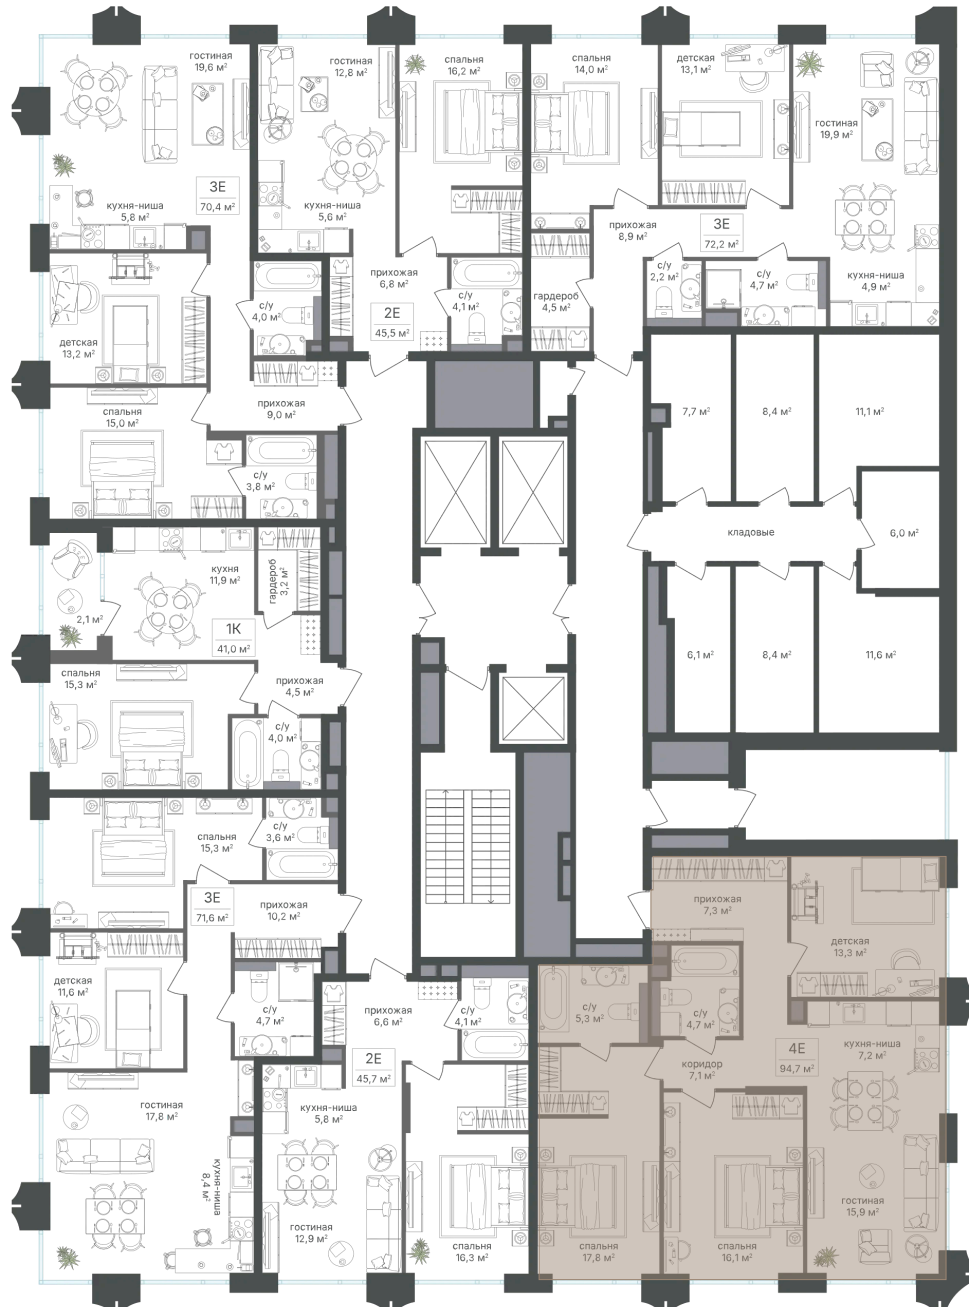 гостиная
19,6 м²
кухня-ниша
5,8 м²
3Е
70,4 м²
гостиная
12,8 м²
кухня-ниша
5,6 м²
спальня
16,2 м²
прихожая
6,8 м²
2Е
45,5 м²
с/у
4,1 м²
спальня
14,0 м²
детская
13,1 м²
гостиная
19,9 м²
прихожая
8,9 м²
3Е
72,2 м²
с/у
2,2 м²
с/у
4,7 м²
кухня-ниша
4,9 м²
гардероб
4,5 м²
с/у
4,0 м²
детская
13,2 м²
спальня
15,0 м²
прихожая
9,0 м²
с/у
3,8 м²
7,7 м²
8,4 м²
11,1 м²
кладовые
6,0 м²
6,1 м²
8,4 м²
11,6 м²
кухня
11,9 м²
гардероб
3,2 м²
2,1 м²
1К
41,0 м²
спальня
15,3 м²
прихожая
4,5 м²
с/у
4,0 м²
спальня
15,3 м²
с/у
3,6 м²
3Е
71,6 м²
прихожая
10,2 м²
детская
11,6 м²
с/у
4,7 м²
гостиная
17,8 м²
кухня-ниша
8,4 м²
прихожая
6,6 м²
с/у
4,1 м²
2Е
45,7 м²
кухня-ниша
5,8 м²
гостиная
12,9 м²
спальня
16,3 м²
прихожая
7,3 м²
детская
13,3 м²
с/у
5,3 м²
с/у
4,7 м²
коридор
7,1 м²
4Е
94,7 м²
кухня-ниша
7,2 м²
гостиная
15,9 м²
спальня
17,8 м²
спальня
16,1 м²